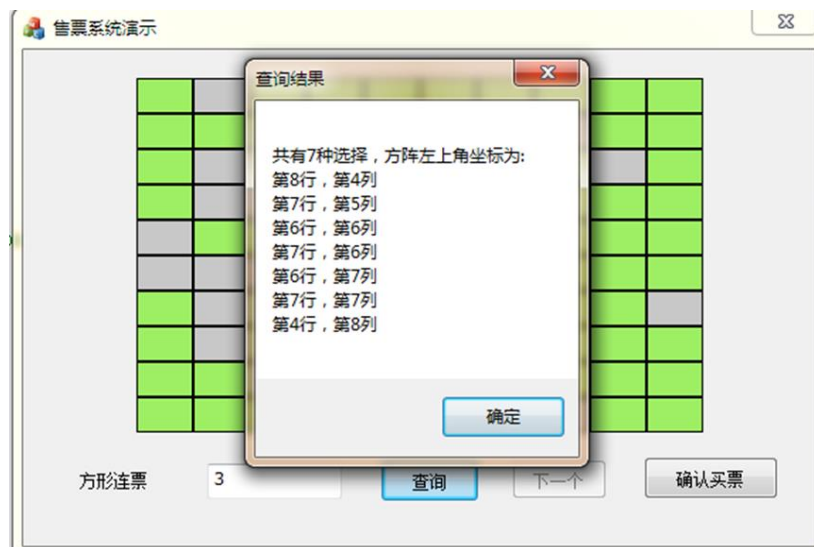 售票系统演示
查询结果
共有7种选择，方阵左上角坐标为:
第8行，第4列
第7行，第5列
第6行，第6列
第7行，第6列
第6行，第7列
第7行，第7列
第4行，第8列
确定
方形连票 3 查询 下一个 确认买票